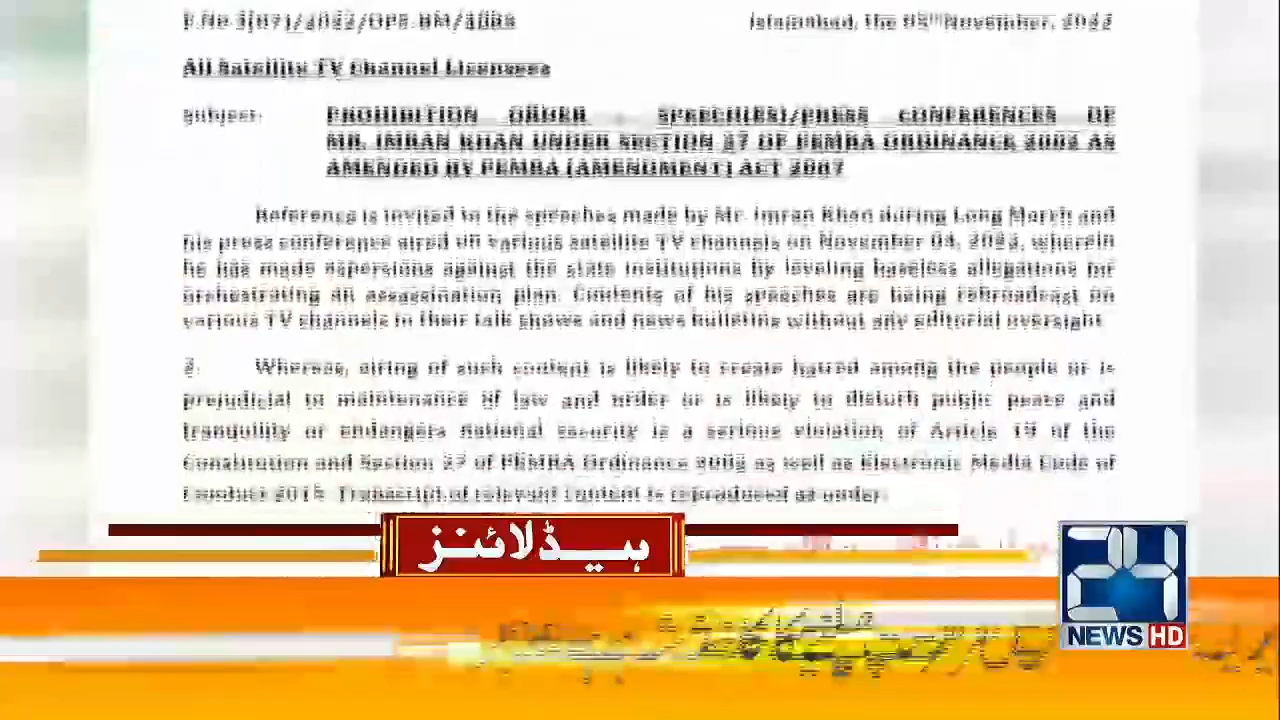 Islamabad, the 05th November, 2022
All Satellite TV Channel Licensees
Subject: PROHIBITION ORDER - SPEECH(ES)/PRESS CONFERENCES OF
MR. IMRAN KHAN UNDER SECTION 27 OF PEMRA ORDINANCE 2002 AS
AMENDED BY PEMRA (AMENDMENT) ACT 2007
Reference is invited to the speeches made by Mr. Imran Khan during Long March and
his press conference aired on various satellite TV channels on November 04, 2022, wherein
he has made aspersions against the state institutions by leveling baseless allegations for
orchestrating an assassination plan. Contents of his speeches are being rebroadcast on
various TV channels in their talk shows and news bulletins without any editorial oversight.
2. Whereas, airing of such content is likely to create hatred among the people or is
prejudicial to maintenance of law and order or is likely to disturb public peace and
tranquility or endangers national security is a serious violation of Article 19 of the
Constitution and Section 27 of PEMRA Ordinance 2002 as well as Electronic Media Code of
Conduct 2015. Transcript of relevant content is reproduced as under:
ہیڈلائنز
24
NEWS HD